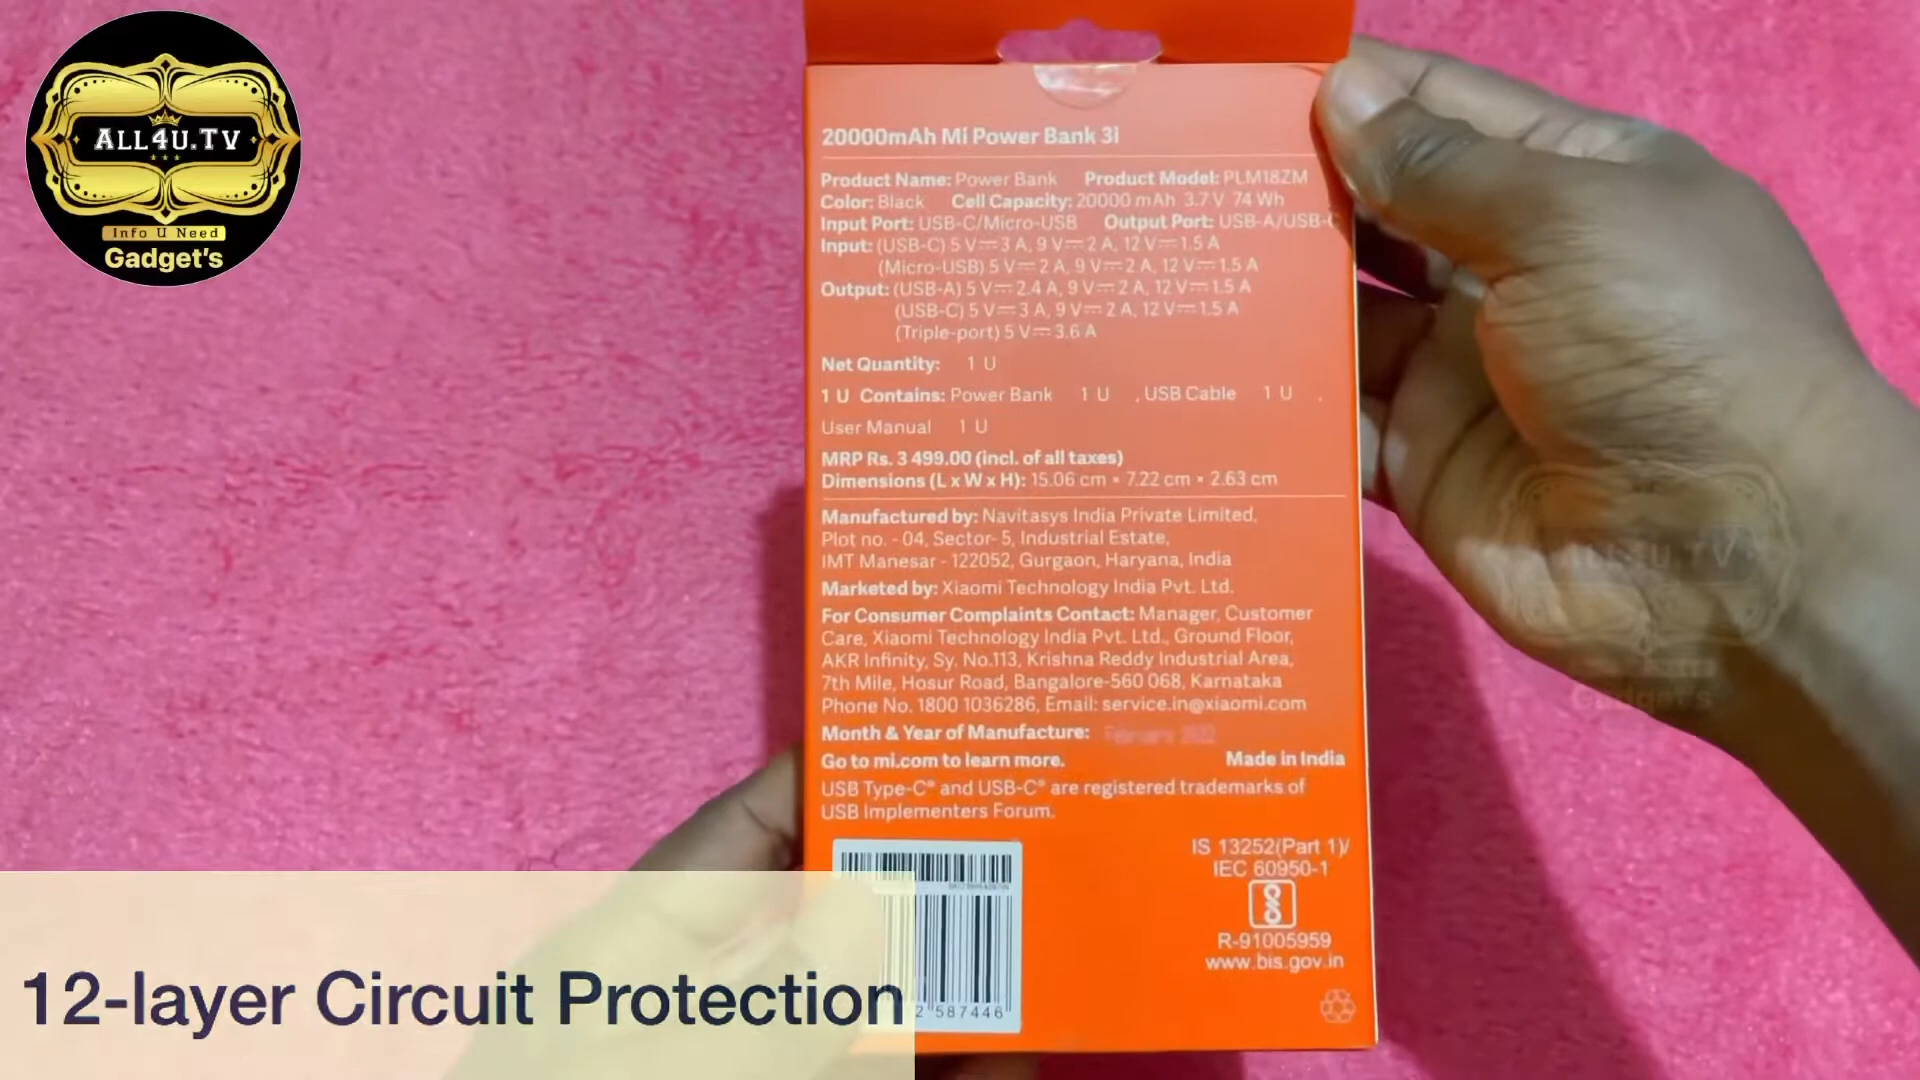 ALL4U.TV
Info U Need
Gadget's
20000mAh Mi Power Bank 3i
Product Name: Power Bank Product Model: PLM18ZM
Color: Black Cell Capacity: 20000 mAh 3.7 V 74 Wh
Input Port: USB-C/Micro-USB Output Port: USB-A/USB-C
Input: (USB-C) 5 V⎓3 A, 9 V⎓2 A, 12 V⎓1.5 A
(Micro-USB) 5 V⎓2 A, 9 V⎓2 A, 12 V⎓1.5 A
Output: (USB-A) 5 V⎓2.4 A, 9 V⎓2 A, 12 V⎓1.5 A
(USB-C) 5 V⎓3 A, 9 V⎓2 A, 12 V⎓1.5 A
(Triple-port) 5 V⎓3.6 A
Net Quantity: 1 U
1 U Contains: Power Bank 1 U , USB Cable 1 U ,
User Manual 1 U
MRP Rs. 3 499.00 (incl. of all taxes)
Dimensions (L x W x H): 15.06 cm × 7.22 cm × 2.63 cm
Manufactured by: Navitasys India Private Limited,
Plot no. - 04, Sector- 5, Industrial Estate,
IMT Manesar - 122052, Gurgaon, Haryana, India
Marketed by: Xiaomi Technology India Pvt. Ltd.
For Consumer Complaints Contact: Manager, Customer
Care, Xiaomi Technology India Pvt. Ltd., Ground Floor,
AKR Infinity, Sy. No.113, Krishna Reddy Industrial Area,
7th Mile, Hosur Road, Bangalore-560 068, Karnataka
Phone No. 1800 1036286, Email: service.in@xiaomi.com
Month & Year of Manufacture:
Go to mi.com to learn more. Made in India
USB Type-C® and USB-C® are registered trademarks of
USB Implementers Forum.
IS 13252(Part 1)/
IEC 60950-1
R-91005959
www.bis.gov.in
2 587446
12-layer Circuit Protection
ALL4U.TV
Gadget's